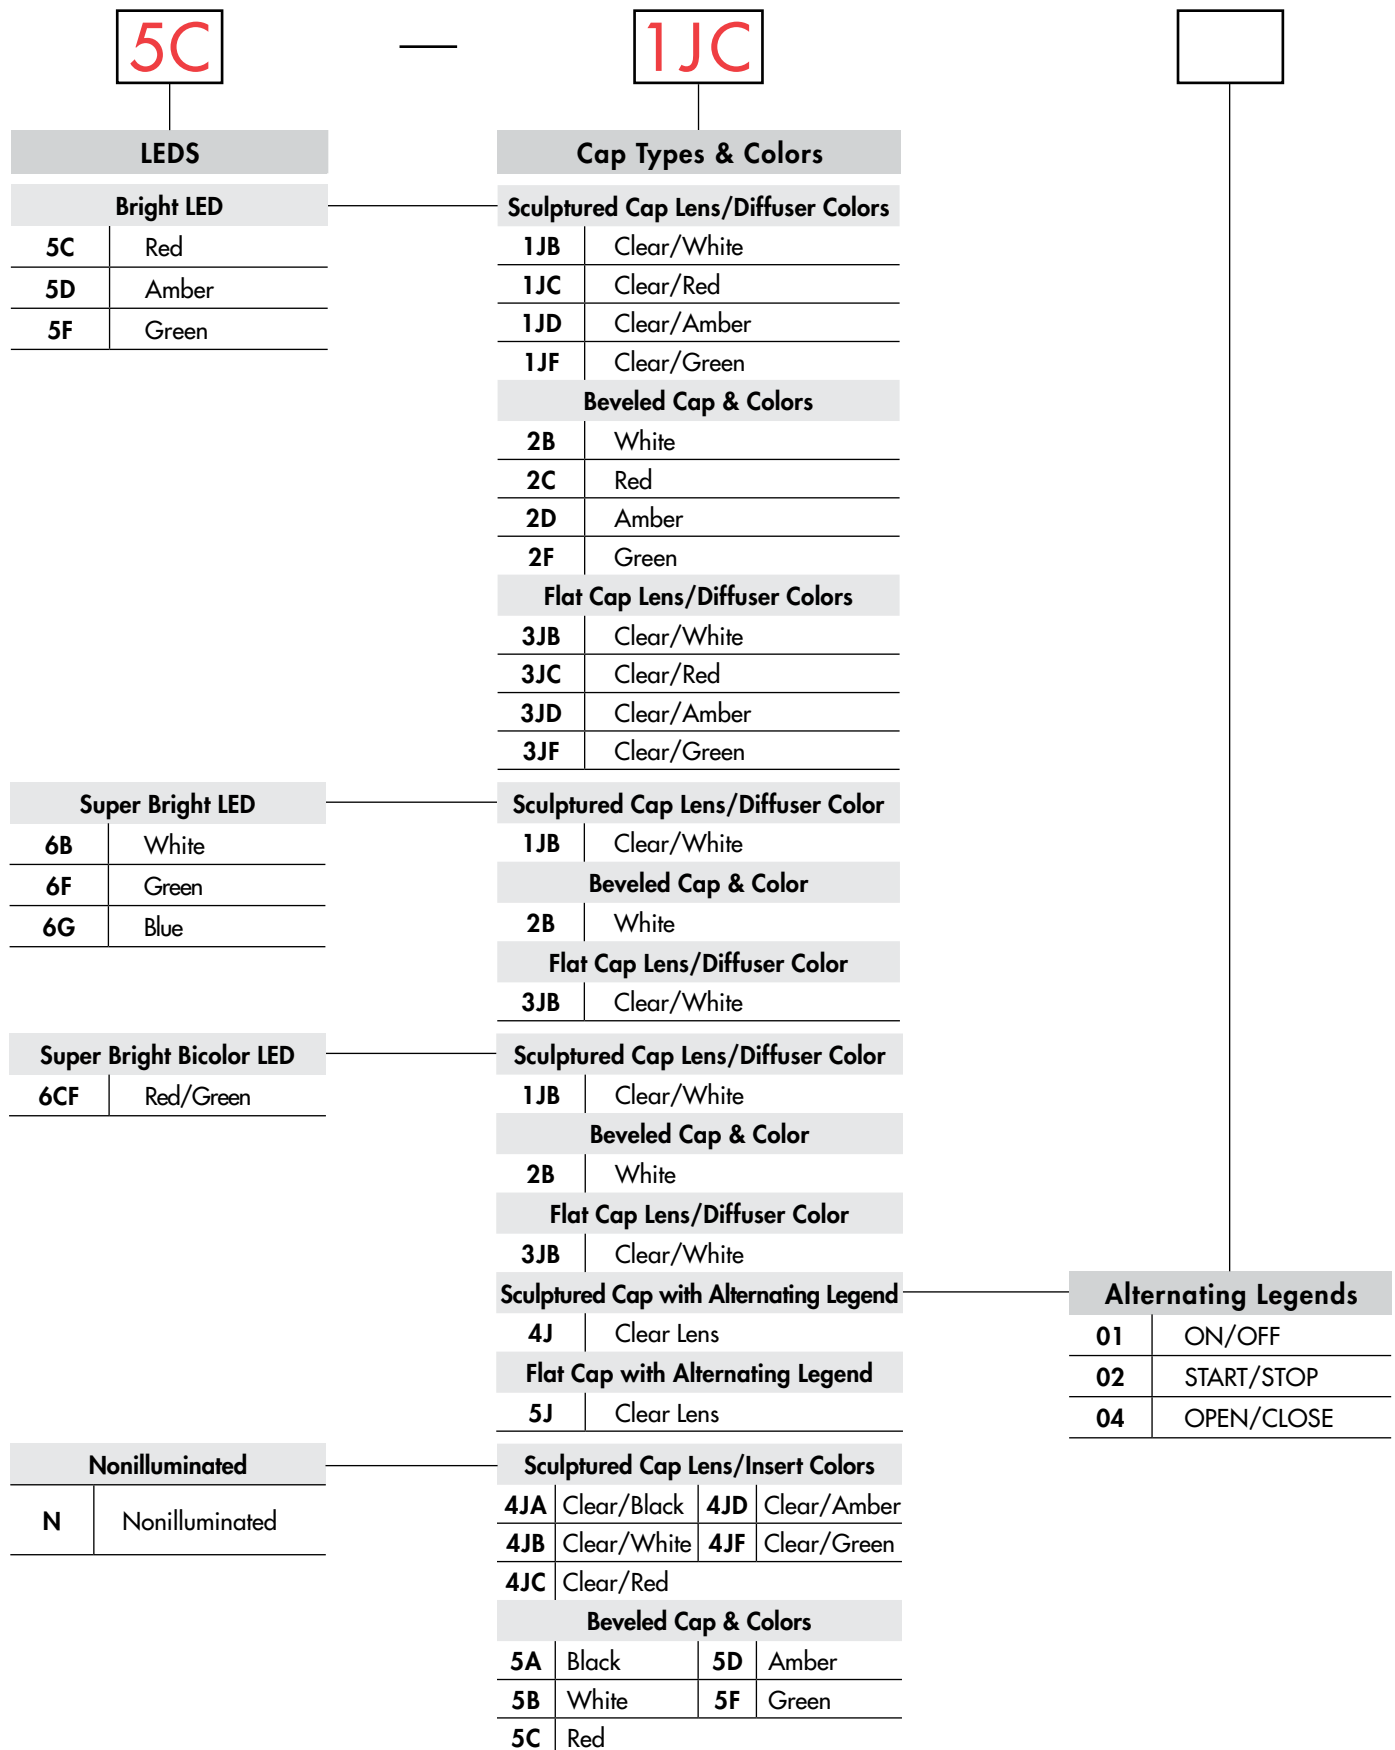 5C — 1JC
LEDS
Bright LED
5C Red
5D Amber
5F Green
Super Bright LED
6B White
6F Green
6G Blue
Super Bright Bicolor LED
6CF Red/Green
Nonilluminated
N Nonilluminated
Cap Types & Colors
Sculptured Cap Lens/Diffuser Colors
1JB Clear/White
1JC Clear/Red
1JD Clear/Amber
1JF Clear/Green
Beveled Cap & Colors
2B White
2C Red
2D Amber
2F Green
Flat Cap Lens/Diffuser Colors
3JB Clear/White
3JC Clear/Red
3JD Clear/Amber
3JF Clear/Green
Sculptured Cap Lens/Diffuser Color
1JB Clear/White
Beveled Cap & Color
2B White
Flat Cap Lens/Diffuser Color
3JB Clear/White
Sculptured Cap Lens/Diffuser Color
1JB Clear/White
Beveled Cap & Color
2B White
Flat Cap Lens/Diffuser Color
3JB Clear/White
Sculptured Cap with Alternating Legend
4J Clear Lens
Flat Cap with Alternating Legend
5J Clear Lens
Sculptured Cap Lens/Insert Colors
4JA Clear/Black 4JD Clear/Amber
4JB Clear/White 4JF Clear/Green
4JC Clear/Red
Beveled Cap & Colors
5A Black 5D Amber
5B White 5F Green
5C Red
Alternating Legends
01 ON/OFF
02 START/STOP
04 OPEN/CLOSE